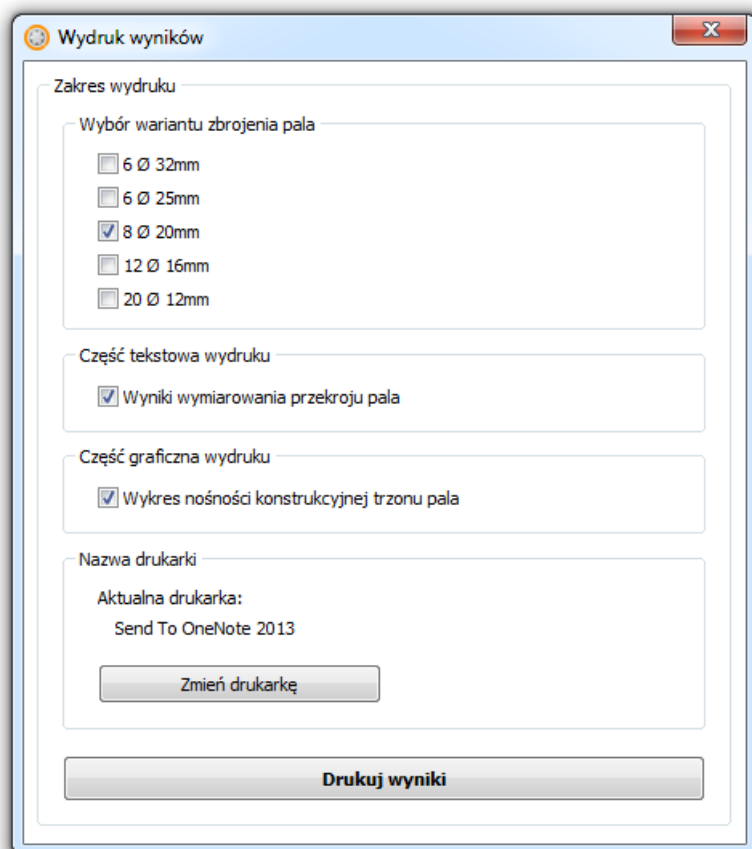 Wydruk wyników
Zakres wydruku
Wybór wariantu zbrojenia pala
6 Ø 32mm
6 Ø 25mm
8 Ø 20mm
12 Ø 16mm
20 Ø 12mm
Część tekstowa wydruku
Wyniki wymiarowania przekroju pala
Część graficzna wydruku
Wykres nośności konstrukcyjnej trzonu pala
Nazwa drukarki
Aktualna drukarka:
Send To OneNote 2013
Zmień drukarkę
Drukuj wyniki